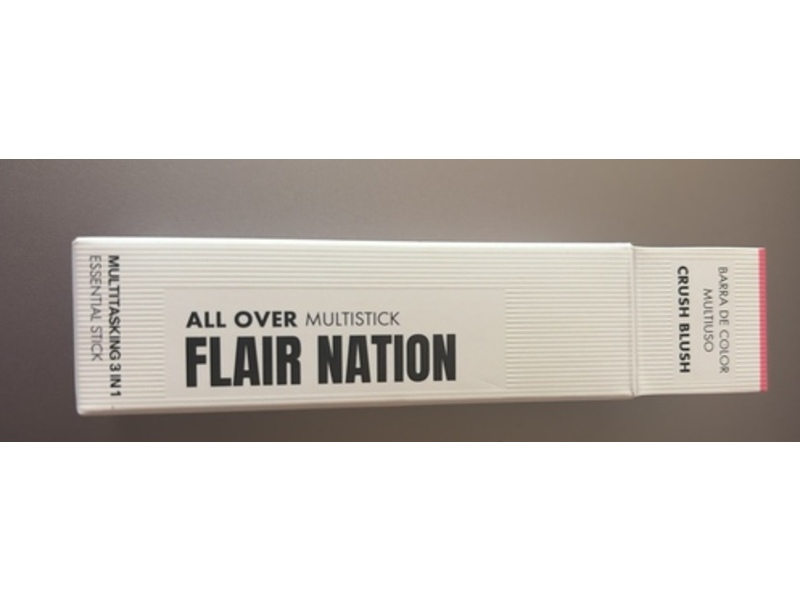 MULTITASKING 3 IN 1
ESSENTIAL STICK
ALL OVER MULTISTICK
FLAIR NATION
BARRA DE COLOR
MULTIUSO
CRUSH BLUSH